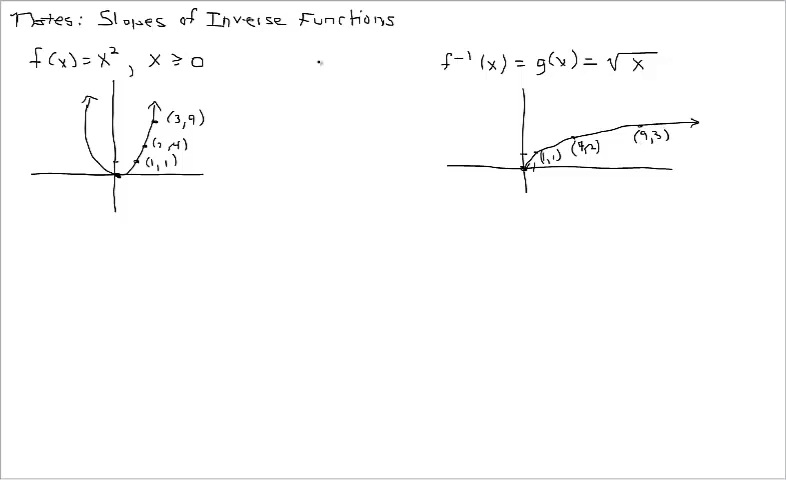 Notes: Slopes of Inverse Functions
f(x) = x², x ≥ 0
f⁻¹(x) = g(x) = √x
(3,9)
(2,4)
(1,1)
(1,1)
(4,2)
(9,3)